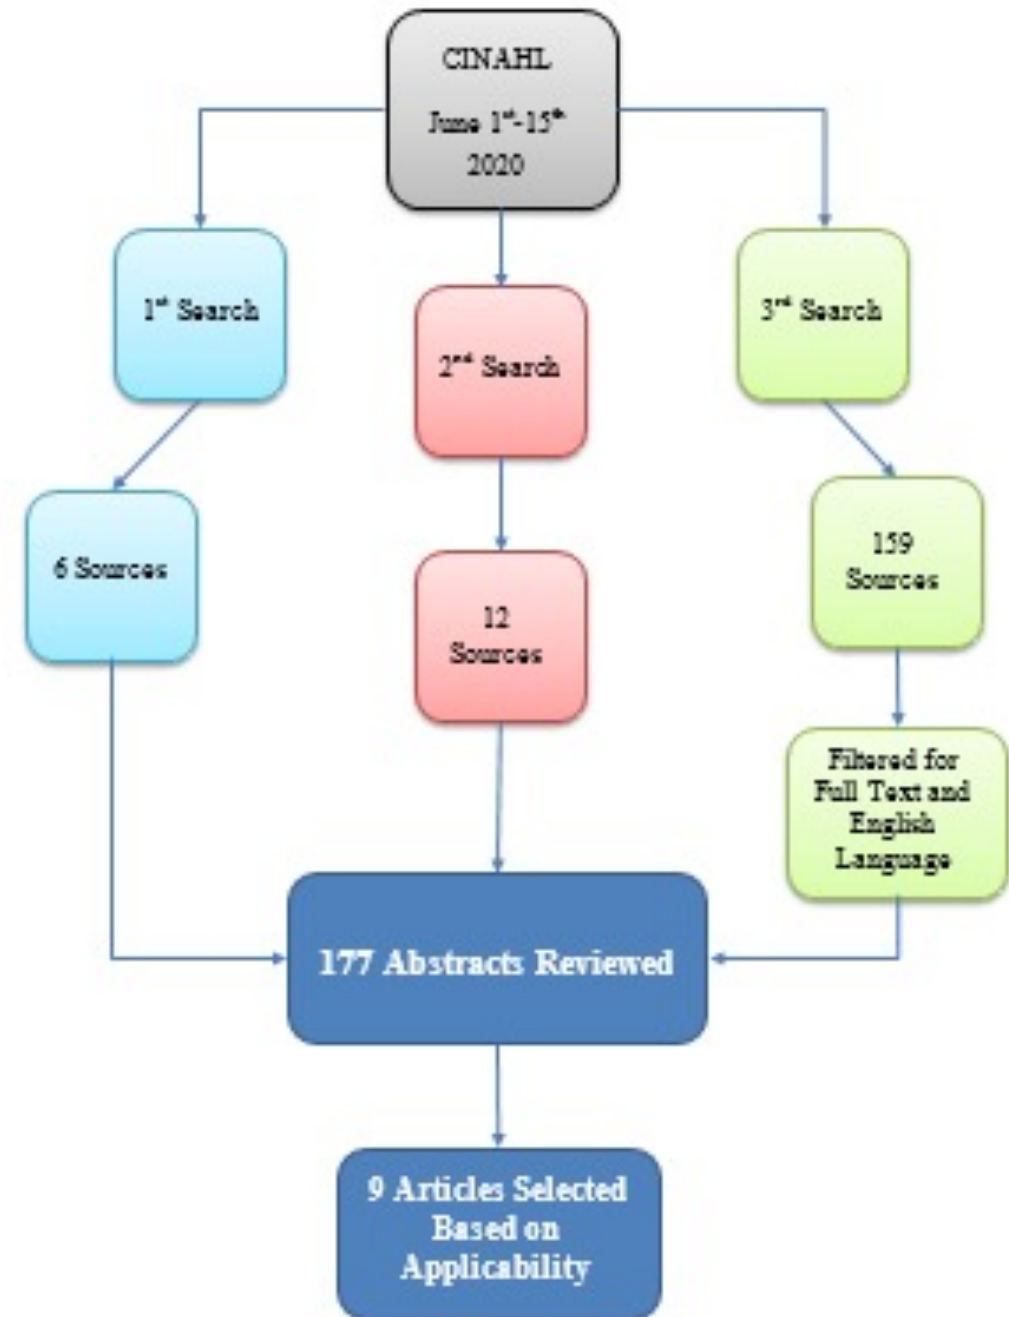 CINAHL
June 1st-15th
2020
1st Search
2nd Search
3rd Search
6 Sources
12
Sources
159
Sources
Filtered for
Full Text and
English
Language
177 Abstracts Reviewed
9 Articles Selected
Based on
Applicability